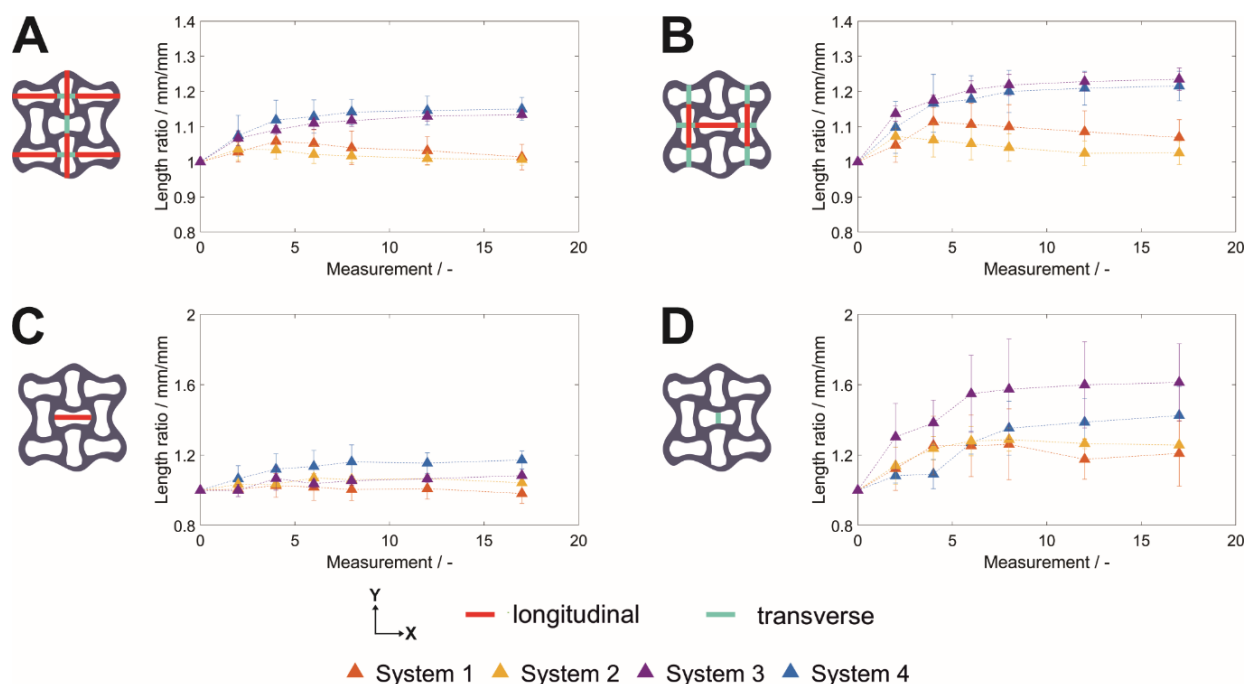 A
Length ratio / mm/mm
1.4
1.3
1.2
1.1
1
0.9
0.8
0 5 10 15 20
Measurement / -
B
Length ratio / mm/mm
1.4
1.3
1.2
1.1
1
0.9
0.8
0 5 10 15 20
Measurement / -
C
Length ratio / mm/mm
2
1.6
1.2
0.8
0 5 10 15 20
Measurement / -
D
Length ratio / mm/mm
2
1.6
1.2
0.8
0 5 10 15 20
Measurement / -
Y
X
longitudinal transverse
System 1 System 2 System 3 System 4